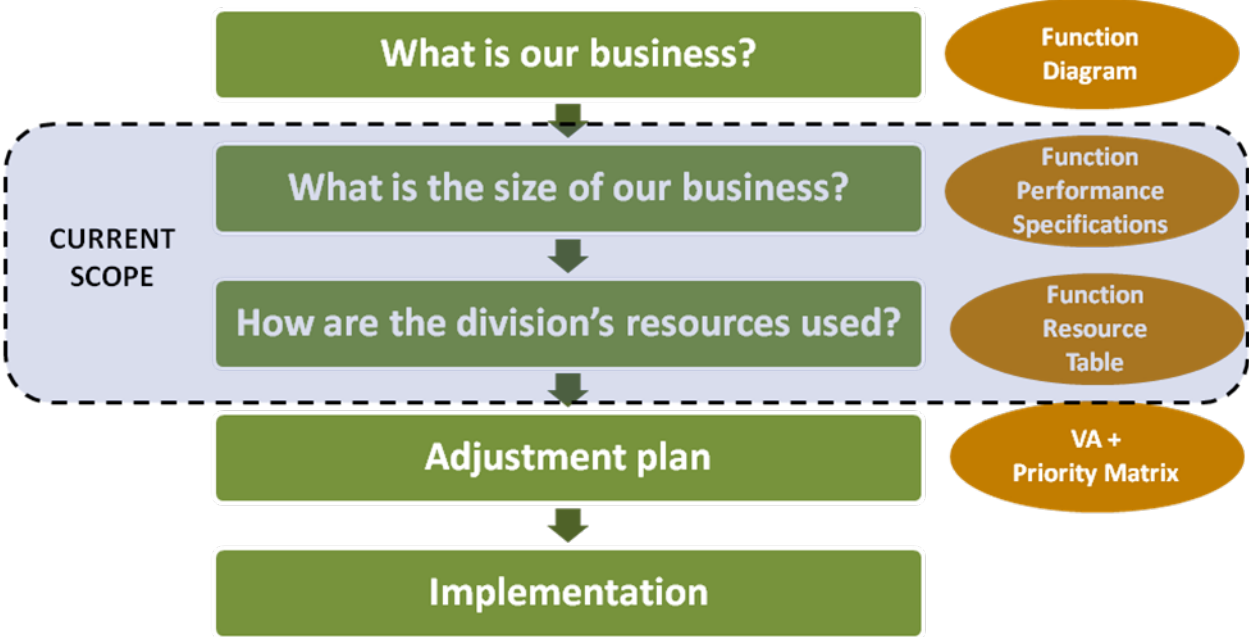 What is our business?
Function
Diagram
What is the size of our business?
Function
Performance
Specifications
CURRENT
SCOPE
How are the division's resources used?
Function
Resource
Table
Adjustment plan
VA +
Priority Matrix
Implementation